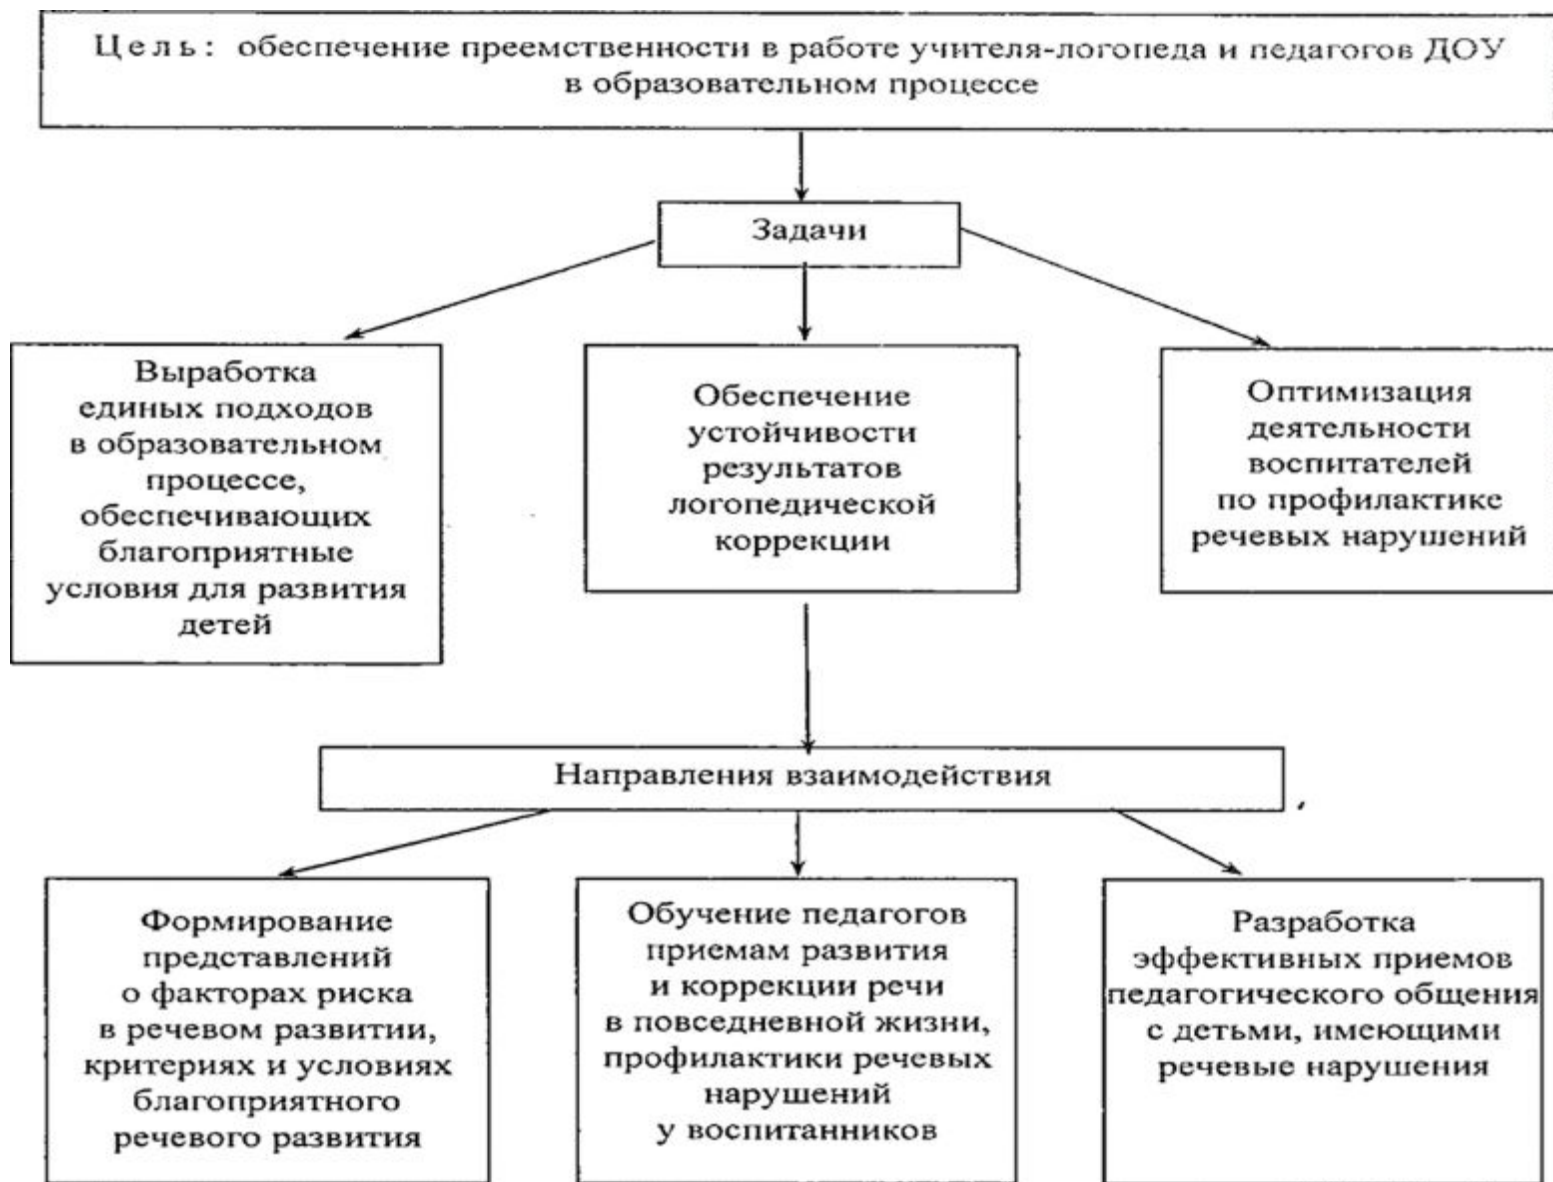 Цель: обеспечение преемственности в работе учителя-логопеда и педагогов ДОУ
в образовательном процессе
Задачи
Выработка
единых подходов
в образовательном
процессе,
обеспечивающих
благоприятные
условия для развития
детей
Обеспечение
устойчивости
результатов
логопедической
коррекции
Оптимизация
деятельности
воспитателей
по профилактике
речевых нарушений
Направления взаимодействия
Формирование
представлений
о факторах риска
в речевом развитии,
критериях и условиях
благоприятного
речевого развития
Обучение педагогов
приемам развития
и коррекции речи
в повседневной жизни,
профилактики речевых
нарушений
у воспитанников
Разработка
эффективных приемов
педагогического общения
с детьми, имеющими
речевые нарушения